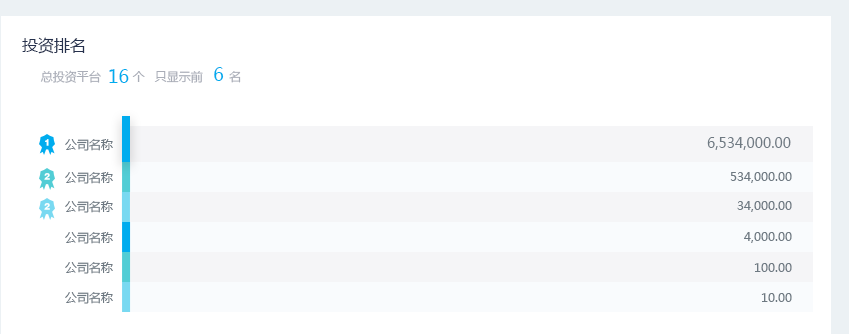 投资排名
总投资平台 16 个 只显示前 6 名
1 公司名称 6,534,000.00
2 公司名称 534,000.00
2 公司名称 34,000.00
公司名称 4,000.00
公司名称 100.00
公司名称 10.00